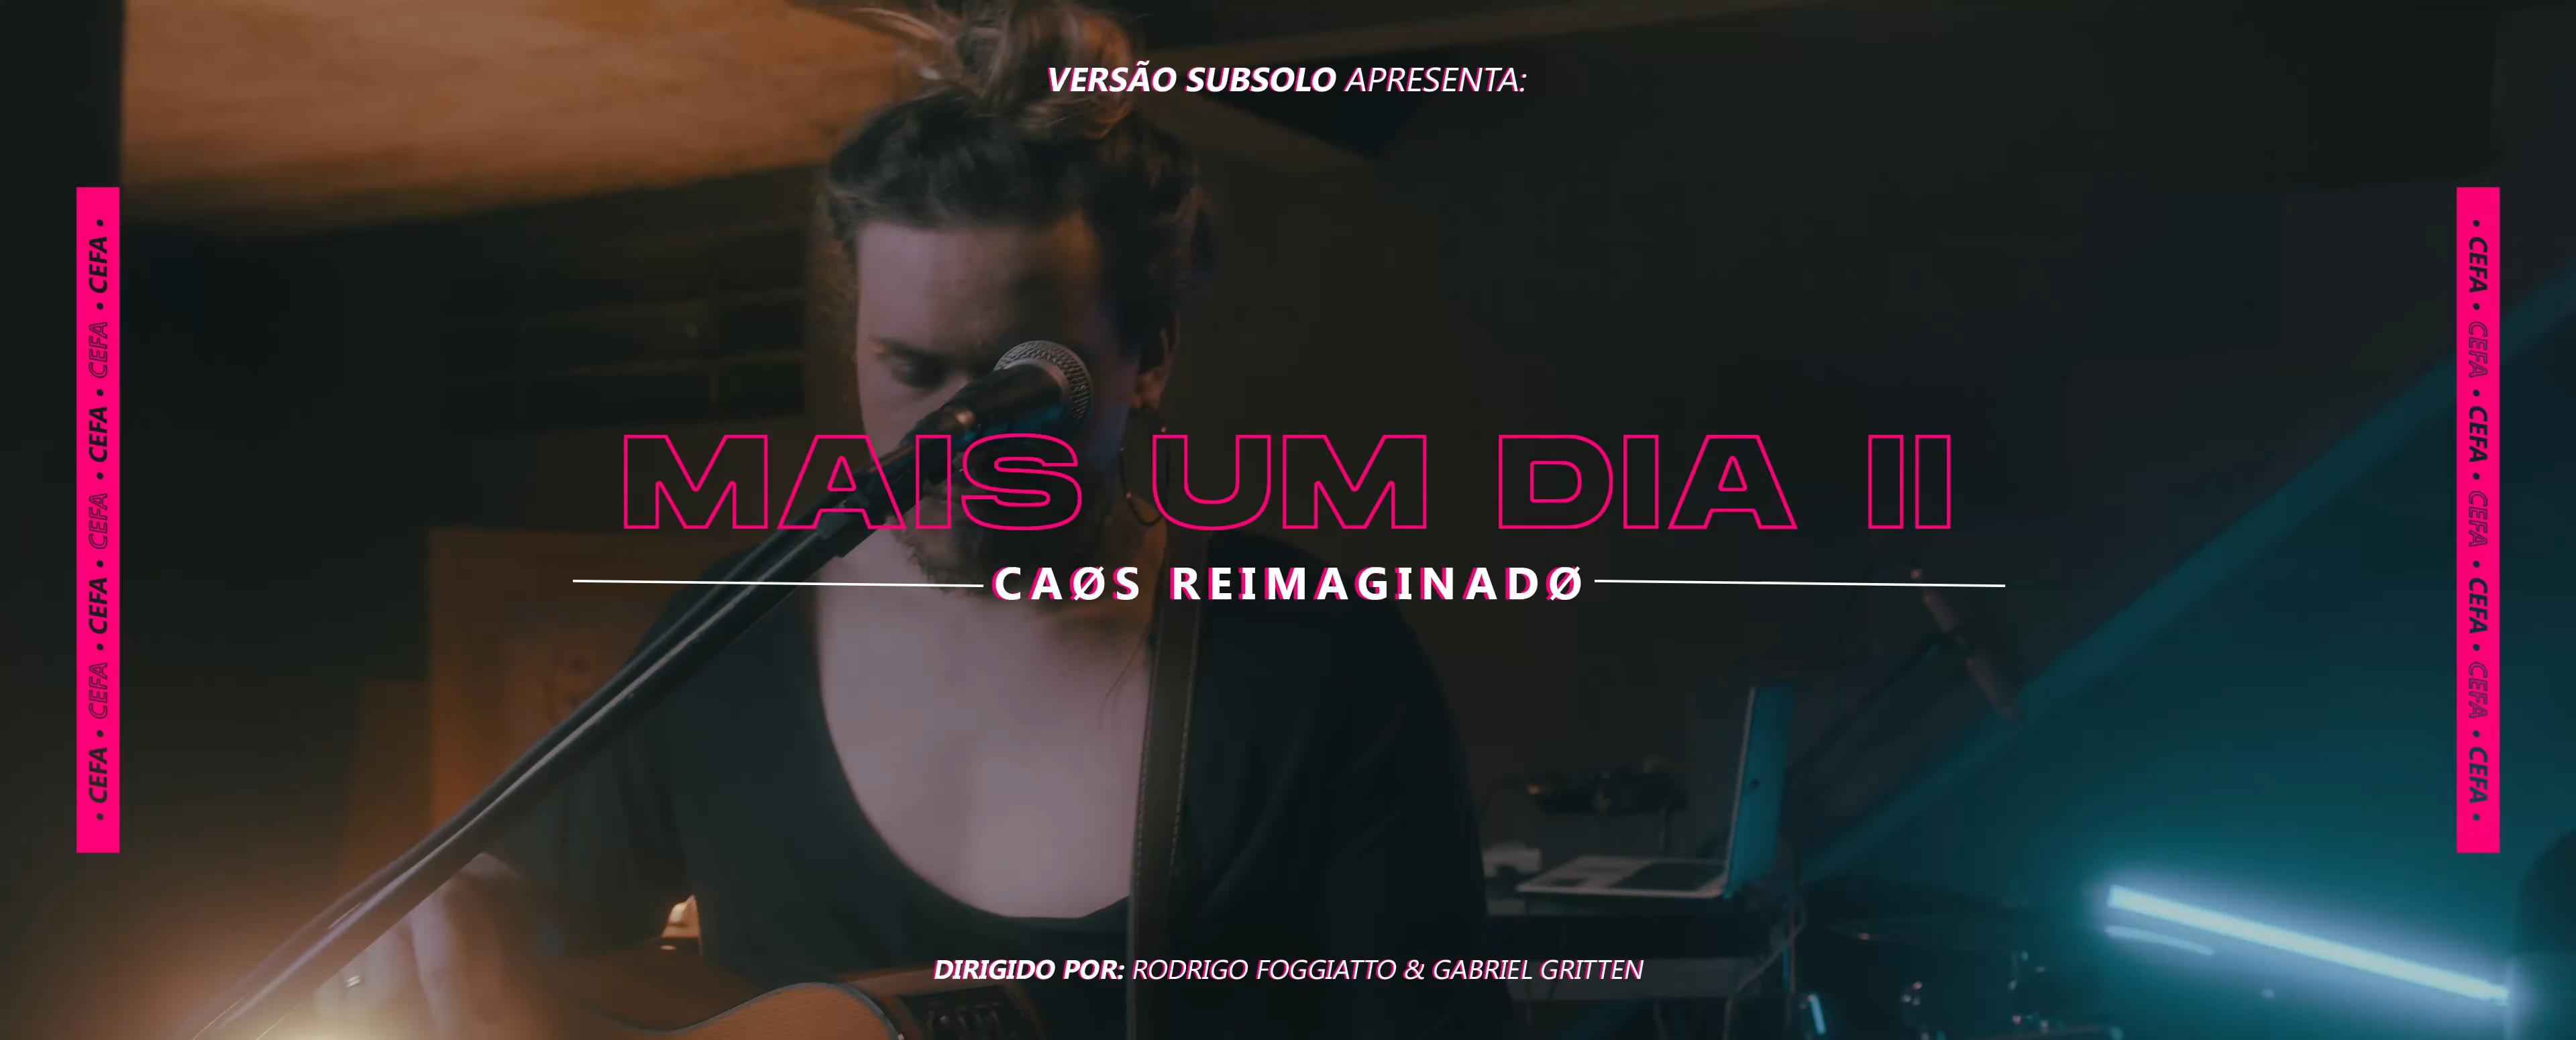 VERSÃO SUBSOLO APRESENTA:
• CEFA • CEFA • CEFA • CEFA • CEFA • CEFA • CEFA •
MAIS UM DIA II
CAØS REIMAGINADØ
• CEFA • CEFA • CEFA • CEFA • CEFA • CEFA • CEFA •
DIRIGIDO POR: RODRIGO FOGGIATTO & GABRIEL GRITTEN